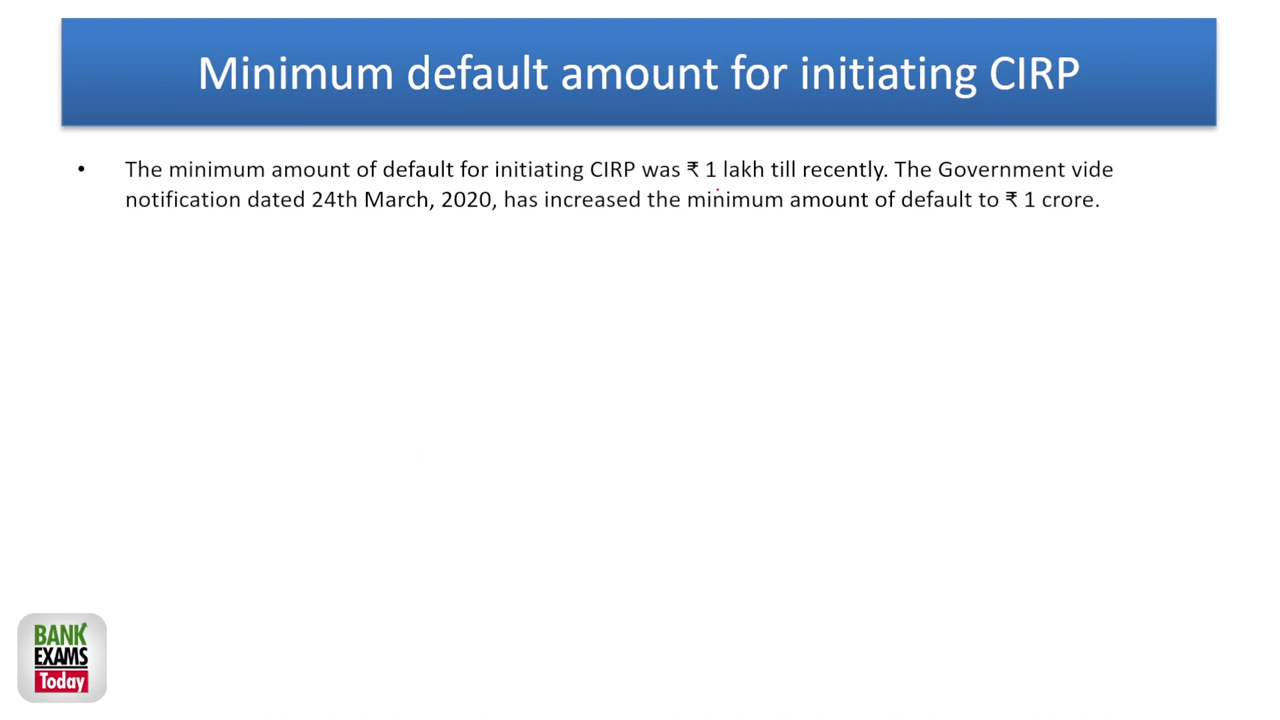 Minimum default amount for initiating CIRP
• The minimum amount of default for initiating CIRP was ₹ 1 lakh till recently. The Government vide
notification dated 24th March, 2020, has increased the minimum amount of default to ₹ 1 crore.
BANK
EXAMS
Today